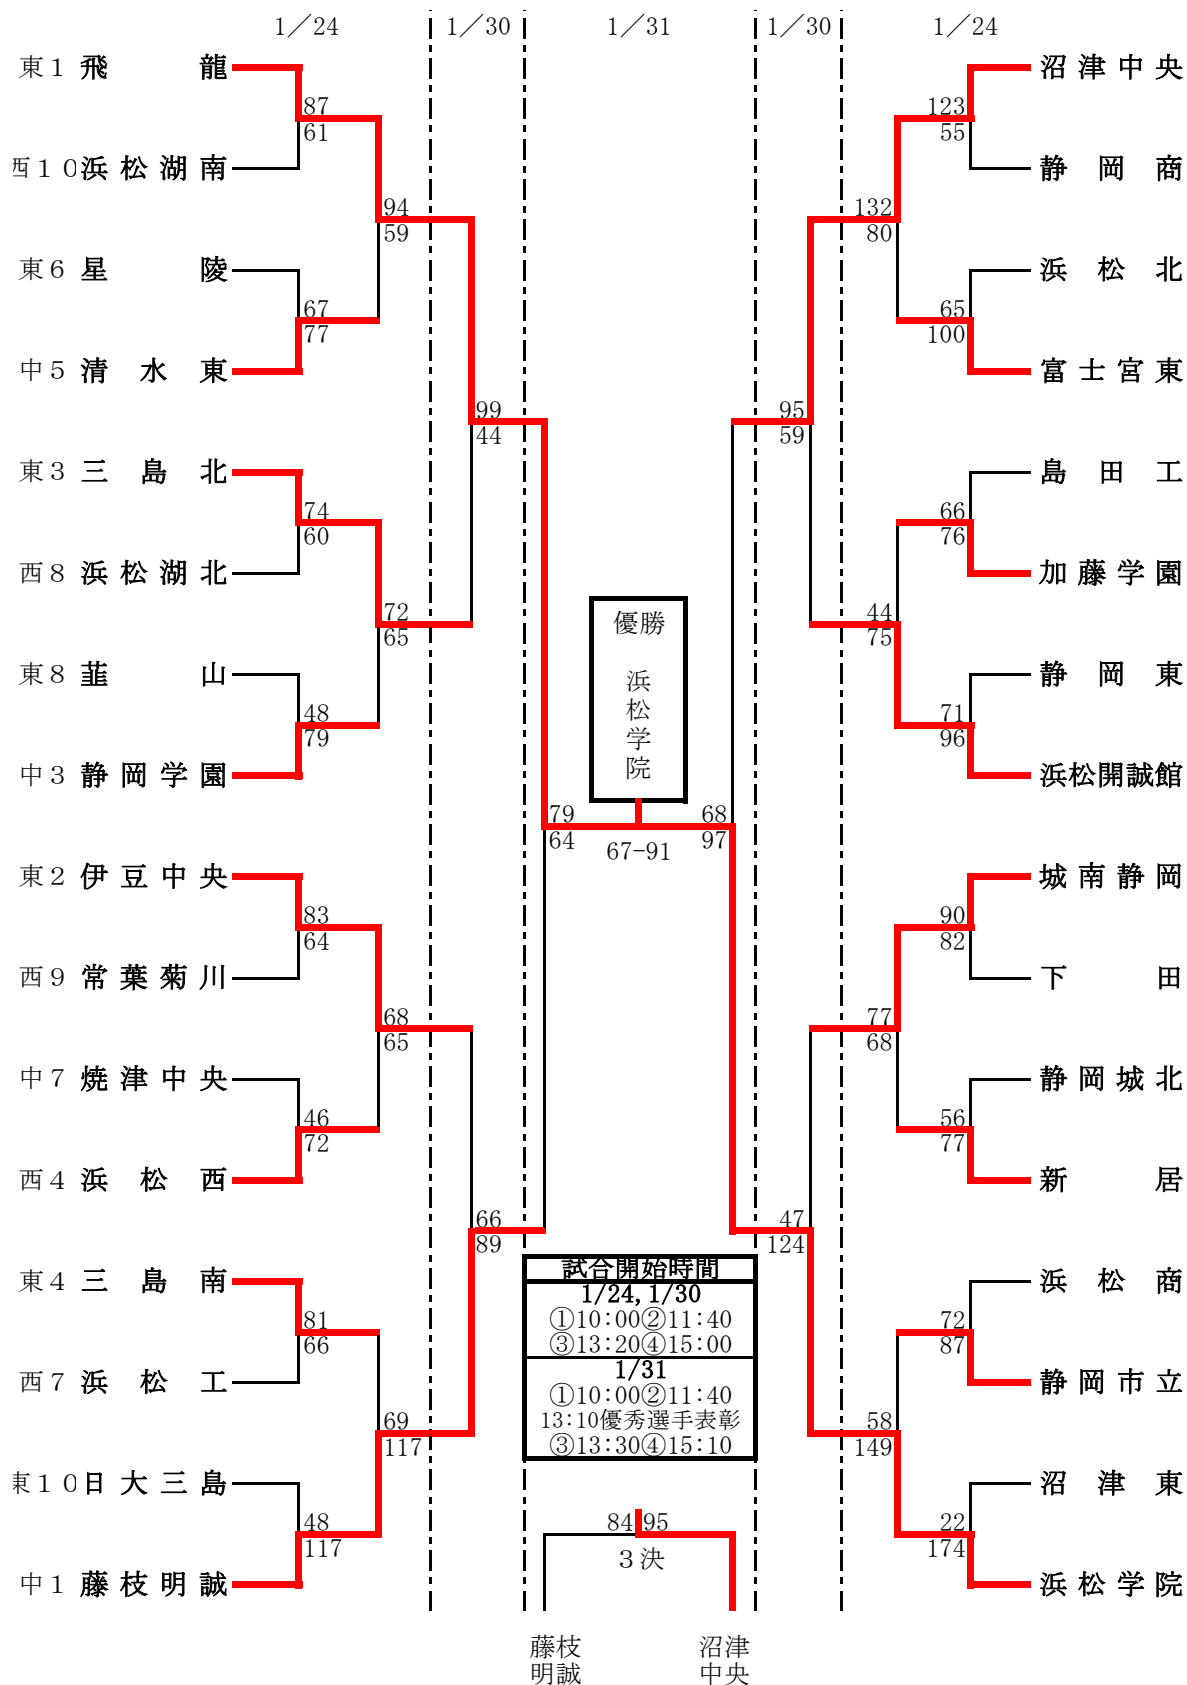 1／24 1／30 1／31 1／30 1／24
東1 飛龍 沼津中央
87 123
61 55
西10 浜松湖南 静岡商
94 132
59 80
東6 星陵 浜松北
67 65
77 100
中5 清水東 富士宮東
99 95
44 59
東3 三島北 島田工
74 66
60 76
西8 浜松湖北 加藤学園
72 44
65 75
東8 韮山 静岡東
48 71
79 96
中3 静岡学園 浜松開誠館
優勝
浜松学院
79 68
64 97
67-91
東2 伊豆中央 城南静岡
83 90
64 82
西9 常葉菊川 下田
68 77
65 68
中7 焼津中央 静岡城北
46 56
72 77
西4 浜松西 新居
66 47
89 124
東4 三島南 浜松商
81 72
66 87
西7 浜松工 静岡市立
69 58
117 149
東10 日大三島 沼津東
48 22
117 174
中1 藤枝明誠 浜松学院
試合開始時間
1/24,1/30
①10:00②11:40
③13:20④15:00
1/31
①10:00②11:40
13:10優秀選手表彰
③13:30④15:10
84 95
３決
藤枝 沼津
明誠 中央